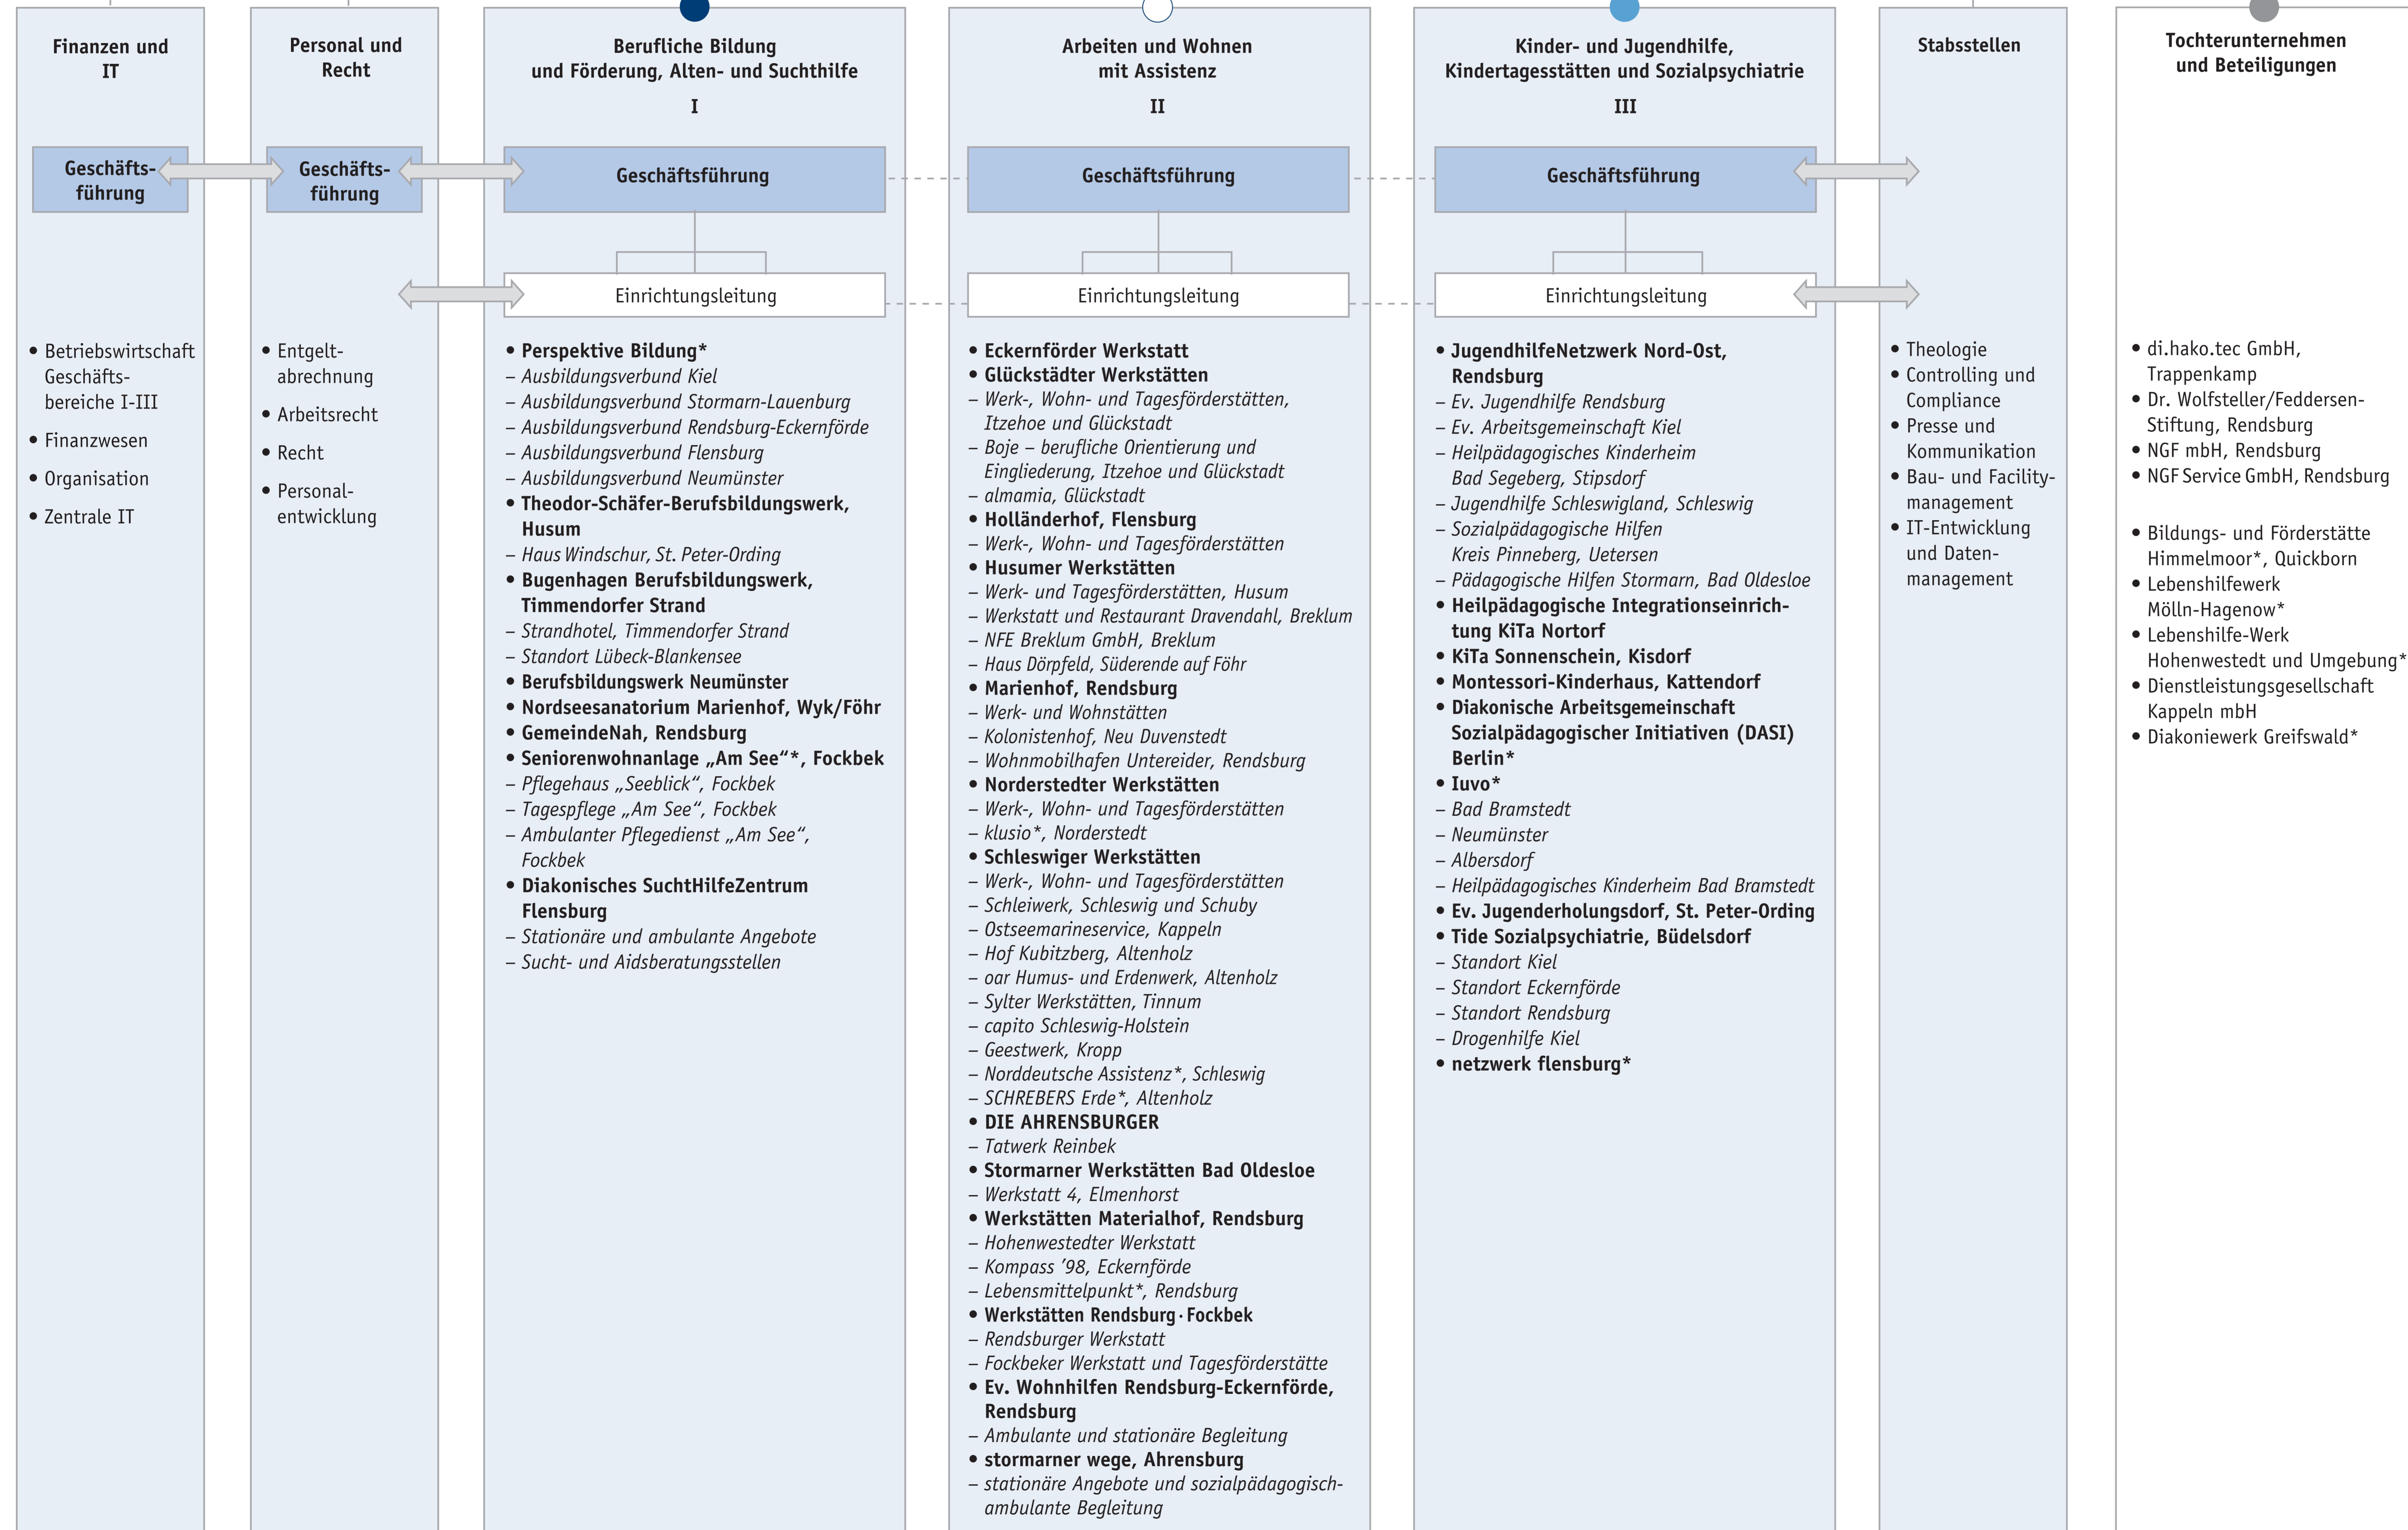 Finanzen und
IT
Geschäfts-
führung
• Betriebswirtschaft
Geschäfts-
bereiche I-III
• Finanzwesen
• Organisation
• Zentrale IT
Personal und
Recht
Geschäfts-
führung
• Entgelt-
abrechnung
• Arbeitsrecht
• Recht
• Personal-
entwicklung
Berufliche Bildung
und Förderung, Alten- und Suchthilfe
I
Geschäftsführung
Einrichtungsleitung
• Perspektive Bildung*
– Ausbildungsverbund Kiel
– Ausbildungsverbund Stormarn-Lauenburg
– Ausbildungsverbund Rendsburg-Eckernförde
– Ausbildungsverbund Flensburg
– Ausbildungsverbund Neumünster
• Theodor-Schäfer-Berufsbildungswerk,
Husum
– Haus Windschur, St. Peter-Ording
• Bugenhagen Berufsbildungswerk,
Timmendorfer Strand
– Strandhotel, Timmendorfer Strand
– Standort Lübeck-Blankensee
• Berufsbildungswerk Neumünster
• Nordseesanatorium Marienhof, Wyk/Föhr
• GemeindeNah, Rendsburg
• Seniorenwohnanlage „Am See“*, Fockbek
– Pflegehaus „Seeblick“, Fockbek
– Tagespflege „Am See“, Fockbek
– Ambulanter Pflegedienst „Am See“,
Fockbek
• Diakonisches SuchtHilfeZentrum
Flensburg
– Stationäre und ambulante Angebote
– Sucht- und Aidsberatungsstellen
Arbeiten und Wohnen
mit Assistenz
II
Geschäftsführung
Einrichtungsleitung
• Eckernförder Werkstatt
• Glückstädter Werkstätten
– Werk-, Wohn- und Tagesförderstätten,
Itzehoe und Glückstadt
– Boje – berufliche Orientierung und
Eingliederung, Itzehoe und Glückstadt
– almamia, Glückstadt
• Holländerhof, Flensburg
– Werk-, Wohn- und Tagesförderstätten
• Husumer Werkstätten
– Werk- und Tagesförderstätten, Husum
– Werkstatt und Restaurant Dravendahl, Breklum
– NFE Breklum GmbH, Breklum
– Haus Dörpfeld, Süderende auf Föhr
• Marienhof, Rendsburg
– Werk- und Wohnstätten
– Kolonistenhof, Neu Duvenstedt
– Wohnmobilhafen Untereider, Rendsburg
• Norderstedter Werkstätten
– Werk-, Wohn- und Tagesförderstätten
– klusio*, Norderstedt
• Schleswiger Werkstätten
– Werk-, Wohn- und Tagesförderstätten
– Schleiwerk, Schleswig und Schuby
– Ostseemarineservice, Kappeln
– Hof Kubitzberg, Altenholz
– oar Humus- und Erdenwerk, Altenholz
– Sylter Werkstätten, Tinnum
– capito Schleswig-Holstein
– Geestwerk, Kropp
– Norddeutsche Assistenz*, Schleswig
– SCHREBERS Erde*, Altenholz
• DIE AHRENSBURGER
– Tatwerk Reinbek
• Stormarner Werkstätten Bad Oldesloe
– Werkstatt 4, Elmenhorst
• Werkstätten Materialhof, Rendsburg
– Hohenwestedter Werkstatt
– Kompass ’98, Eckernförde
– Lebensmittelpunkt*, Rendsburg
• Werkstätten Rendsburg · Fockbek
– Rendsburger Werkstatt
– Fockbeker Werkstatt und Tagesförderstätte
• Ev. Wohnhilfen Rendsburg-Eckernförde,
Rendsburg
– Ambulante und stationäre Begleitung
• stormarner wege, Ahrensburg
– stationäre Angebote und sozialpädagogisch-
ambulante Begleitung
Kinder- und Jugendhilfe,
Kindertagesstätten und Sozialpsychiatrie
III
Geschäftsführung
Einrichtungsleitung
• JugendhilfeNetzwerk Nord-Ost,
Rendsburg
– Ev. Jugendhilfe Rendsburg
– Ev. Arbeitsgemeinschaft Kiel
– Heilpädagogisches Kinderheim
Bad Segeberg, Stipsdorf
– Jugendhilfe Schleswigland, Schleswig
– Sozialpädagogische Hilfen
Kreis Pinneberg, Uetersen
– Pädagogische Hilfen Stormarn, Bad Oldesloe
• Heilpädagogische Integrationseinrich-
tung KiTa Nortorf
• KiTa Sonnenschein, Kisdorf
• Montessori-Kinderhaus, Kattendorf
• Diakonische Arbeitsgemeinschaft
Sozialpädagogischer Initiativen (DASI)
Berlin*
• Iuvo*
– Bad Bramstedt
– Neumünster
– Albersdorf
– Heilpädagogisches Kinderheim Bad Bramstedt
• Ev. Jugenderholungsdorf, St. Peter-Ording
• Tide Sozialpsychiatrie, Büdelsdorf
– Standort Kiel
– Standort Eckernförde
– Standort Rendsburg
– Drogenhilfe Kiel
• netzwerk flensburg*
Stabsstellen
• Theologie
• Controlling und
Compliance
• Presse und
Kommunikation
• Bau- und Facility-
management
• IT-Entwicklung
und Daten-
management
Tochterunternehmen
und Beteiligungen
• di.hako.tec GmbH,
Trappenkamp
• Dr. Wolfsteller/Feddersen-
Stiftung, Rendsburg
• NGF mbH, Rendsburg
• NGF Service GmbH, Rendsburg
• Bildungs- und Förderstätte
Himmelmoor*, Quickborn
• Lebenshilfewerk
Mölln-Hagenow*
• Lebenshilfe-Werk
Hohenwestedt und Umgebung*
• Dienstleistungsgesellschaft
Kappeln mbH
• Diakoniewerk Greifswald*